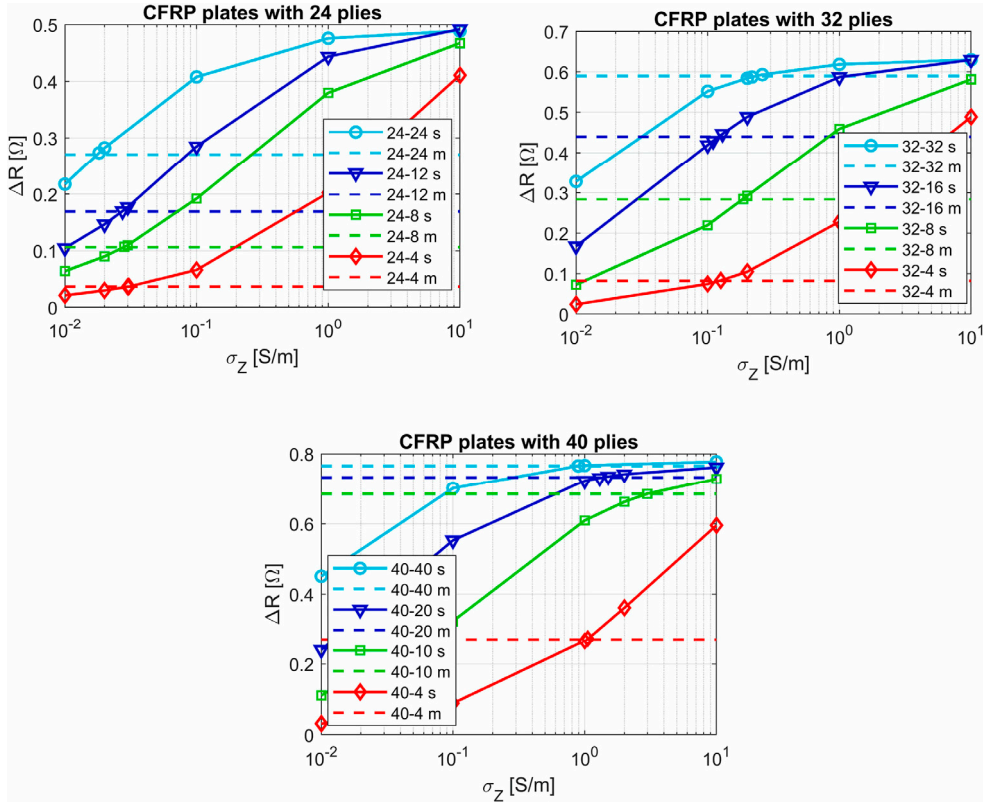 CFRP plates with 24 plies
0.5
0.4
0.3
0.2
0.1
0
ΔR [Ω]
10⁻²
10⁻¹
10⁰
10¹
σ_Z [S/m]
24-24 s
24-24 m
24-12 s
24-12 m
24-8 s
24-8 m
24-4 s
24-4 m
CFRP plates with 32 plies
0.7
0.6
0.5
0.4
0.3
0.2
0.1
0
ΔR [Ω]
10⁻²
10⁻¹
10⁰
10¹
σ_Z [S/m]
32-32 s
32-32 m
32-16 s
32-16 m
32-8 s
32-8 m
32-4 s
32-4 m
CFRP plates with 40 plies
0.8
0.6
0.4
0.2
0
ΔR [Ω]
10⁻²
10⁻¹
10⁰
10¹
σ_Z [S/m]
40-40 s
40-40 m
40-20 s
40-20 m
40-10 s
40-10 m
40-4 s
40-4 m